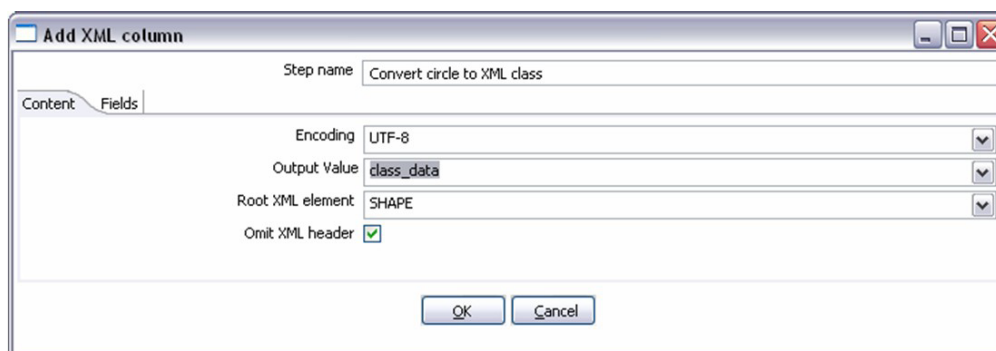 Add XML column
Step name Convert circle to XML class
Content Fields
Encoding UTF-8
Output Value class_data
Root XML element SHAPE
Omit XML header
OK Cancel